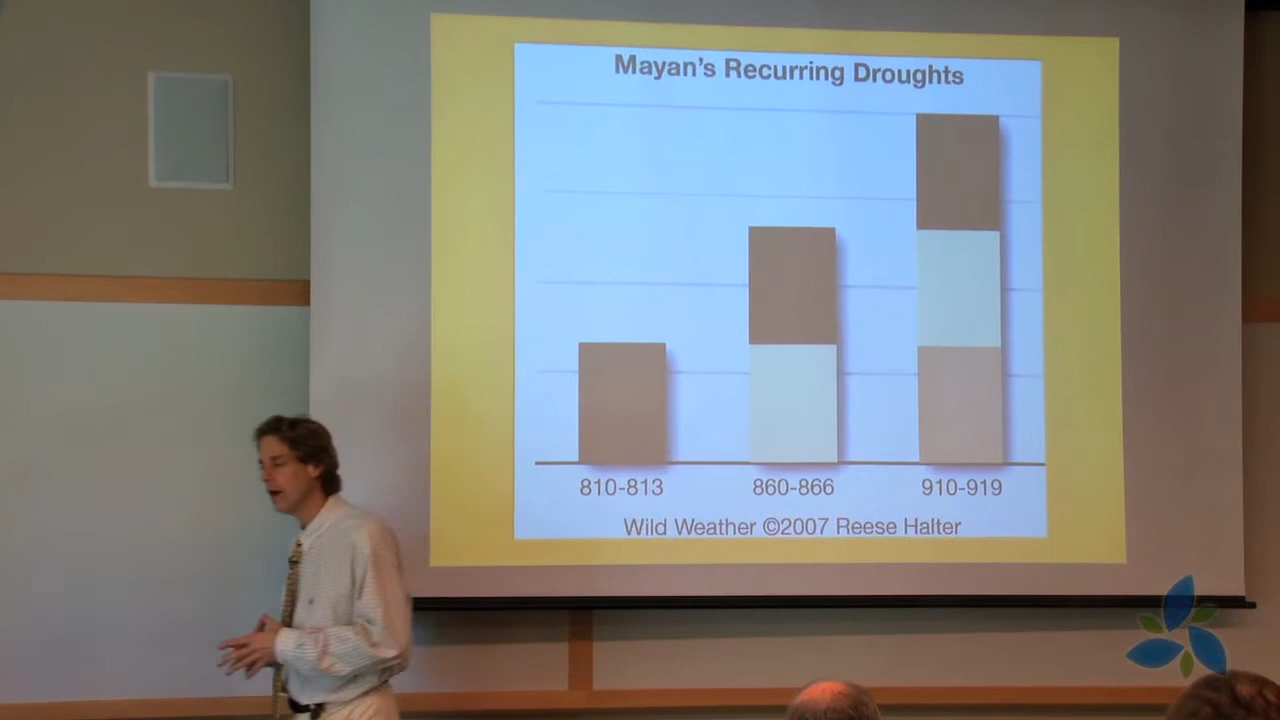 Mayan's Recurring Droughts
810-813
860-866
910-919
Wild Weather ©2007 Reese Halter